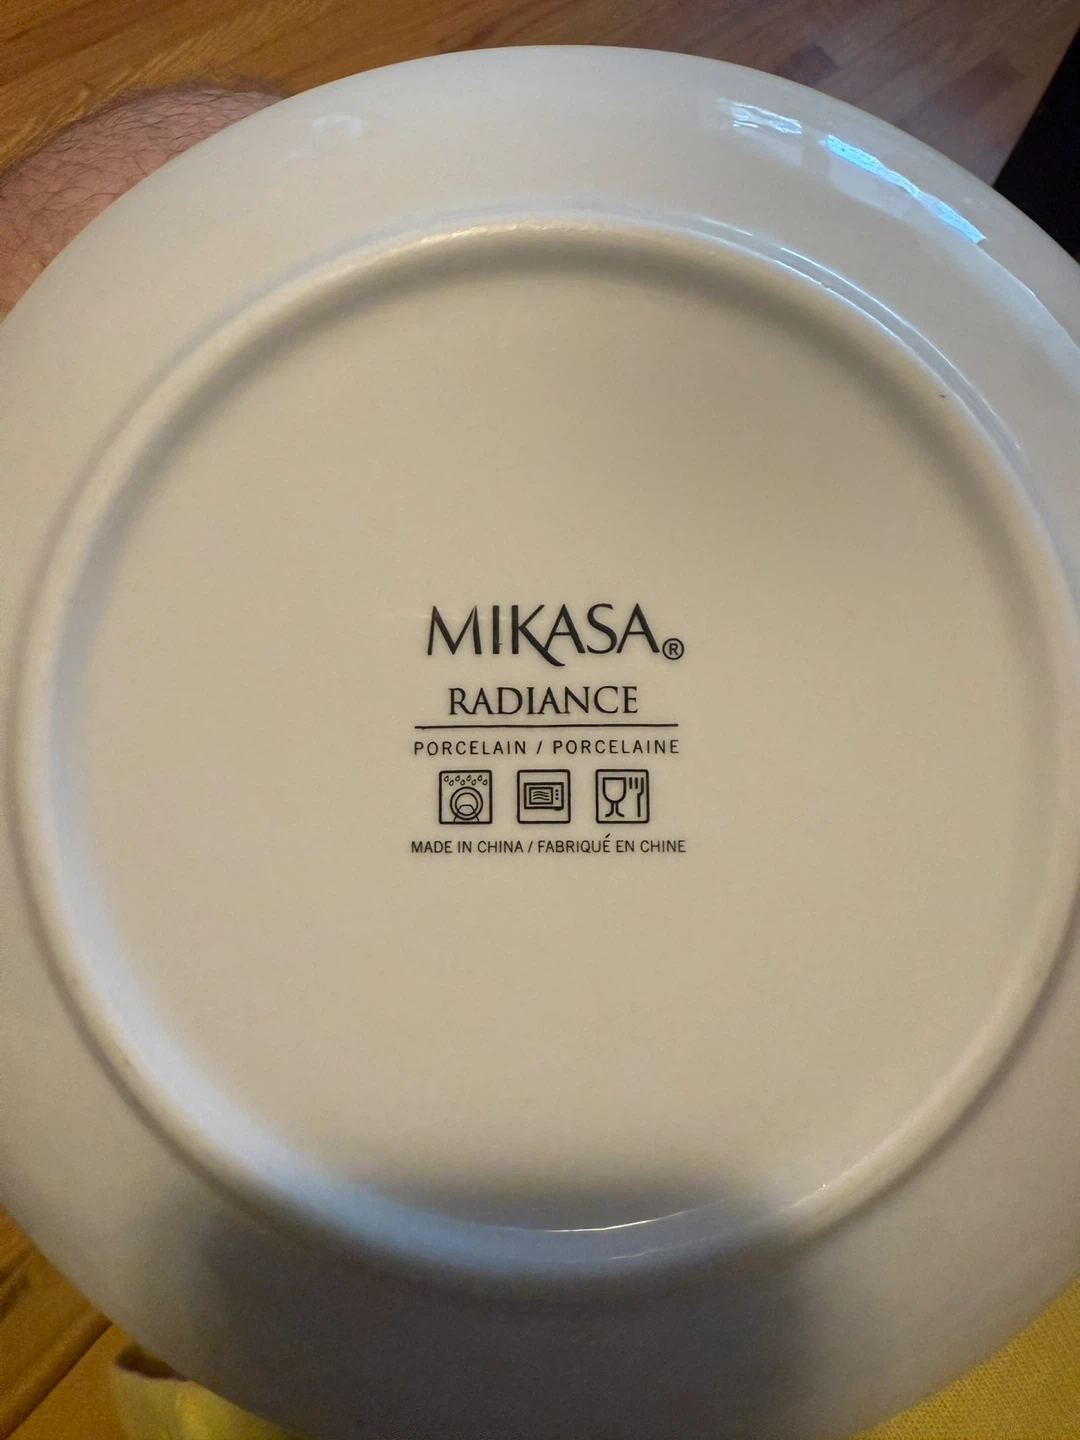 MIKASA®
RADIANCE
PORCELAIN / PORCELAINE
MADE IN CHINA / FABRIQUÉ EN CHINE